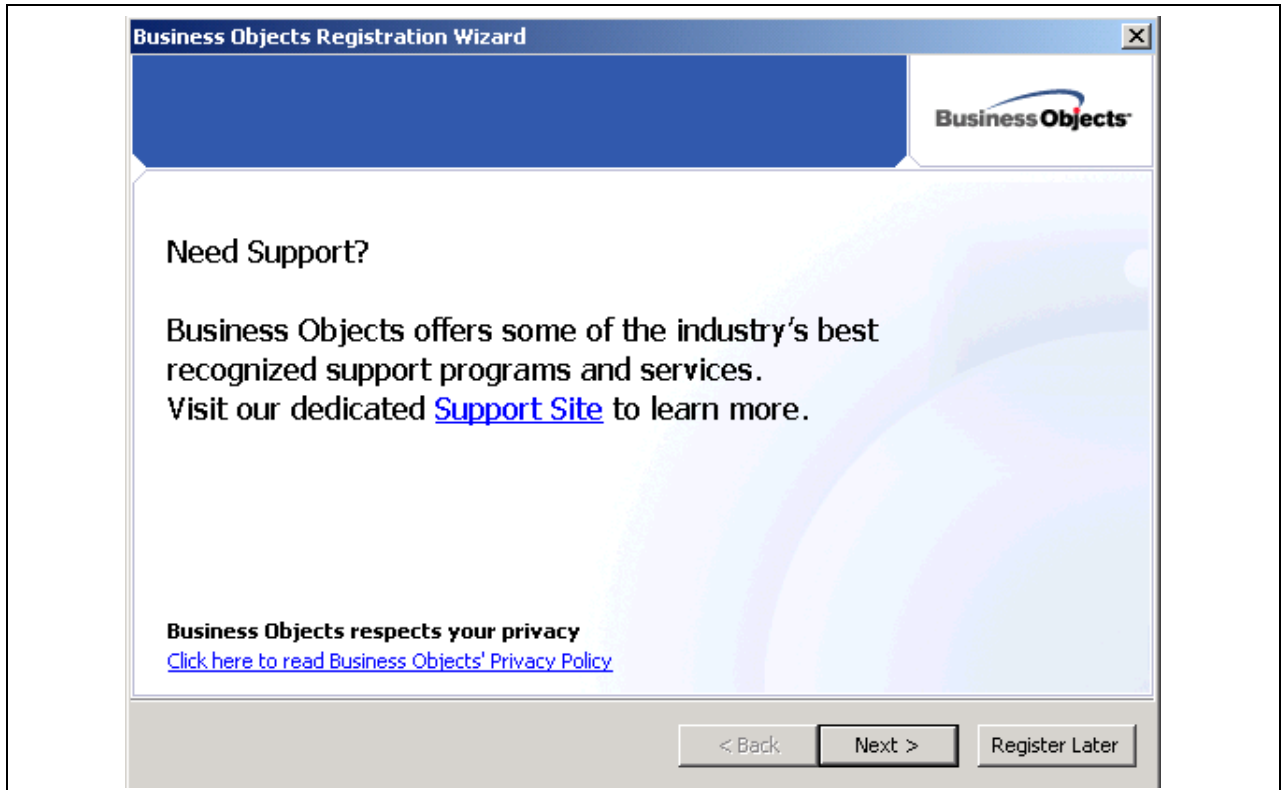 Business Objects Registration Wizard
Business Objects
Need Support?
Business Objects offers some of the industry's best
recognized support programs and services.
Visit our dedicated Support Site to learn more.
Business Objects respects your privacy
Click here to read Business Objects' Privacy Policy
< Back
Next >
Register Later